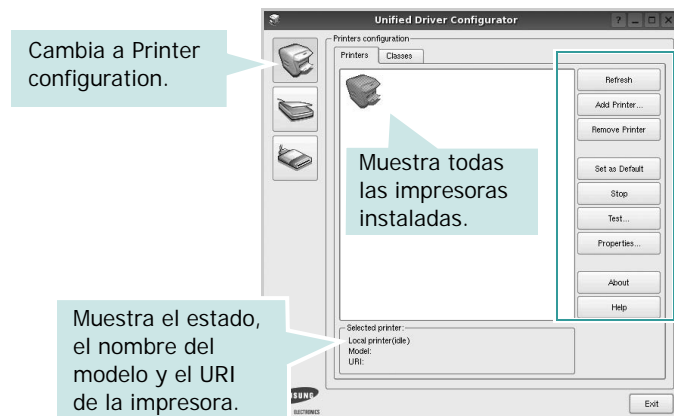 Unified Driver Configurator
Cambia a Printer
configuration.
Printers configuration
Printers
Classes
Refresh
Add Printer...
Remove Printer
Set as Default
Stop
Test...
Properties...
About
Help
Muestra todas
las impresoras
instaladas.
Muestra el estado,
el nombre del
modelo y el URI
de la impresora.
Selected printer:
Local printer(idle)
Model:
URI:
SUNG
ELECTRONICS
Exit